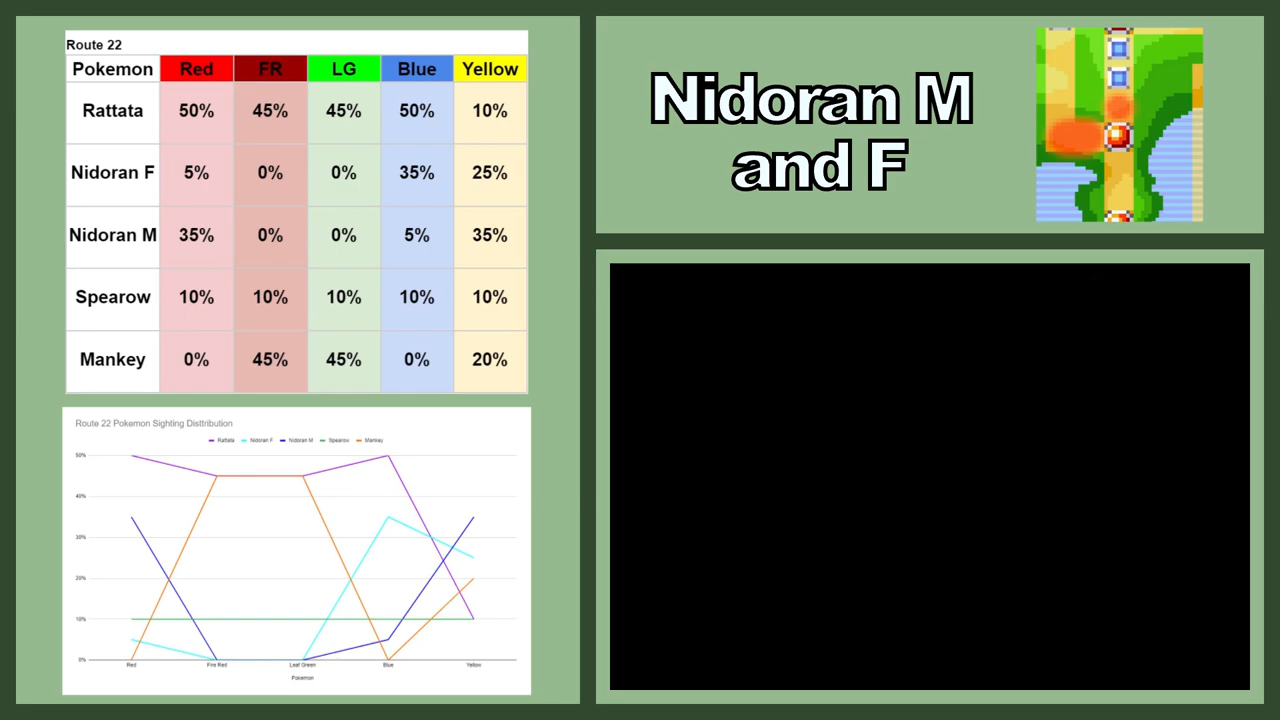 Route 22
Pokemon Red FR LG Blue Yellow
Rattata 50% 45% 45% 50% 10%
Nidoran F 5% 0% 0% 35% 25%
Nidoran M 35% 0% 0% 5% 35%
Spearow 10% 10% 10% 10% 10%
Mankey 0% 45% 45% 0% 20%
Route 22 Pokemon Sighting Disttribution
Rattata Nidoran F Nidoran M Spearow Mankey
50%
40%
30%
20%
10%
0%
Red Fire Red Leaf Green Blue Yellow
Pokemon
Nidoran M
and F